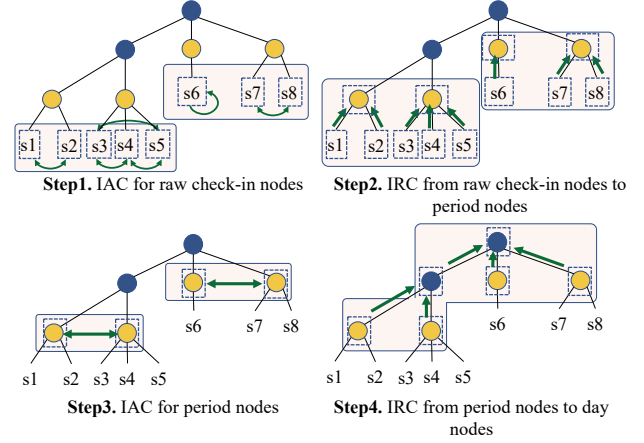 s6
s7
s8
s1
s2
s3
s4
s5
Step1. IAC for raw check-in nodes
s6
s7
s8
s1
s2
s3
s4
s5
Step2. IRC from raw check-in nodes to
period nodes
s6
s7
s8
s1
s2
s3
s4
s5
Step3. IAC for period nodes
s6
s7
s8
s1
s2
s3
s4
s5
Step4. IRC from period nodes to day
nodes